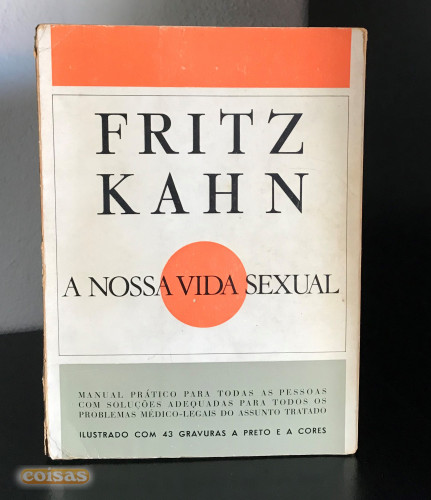 FRITZ
KAHN
A NOSSA VIDA SEXUAL
MANUAL PRÁTICO PARA TODAS AS PESSOAS
COM SOLUÇÕES ADEQUADAS PARA TODOS OS
PROBLEMAS MÉDICO-LEGAIS DO ASSUNTO TRATADO
ILUSTRADO COM 43 GRAVURAS A PRETO E A CORES
coisas